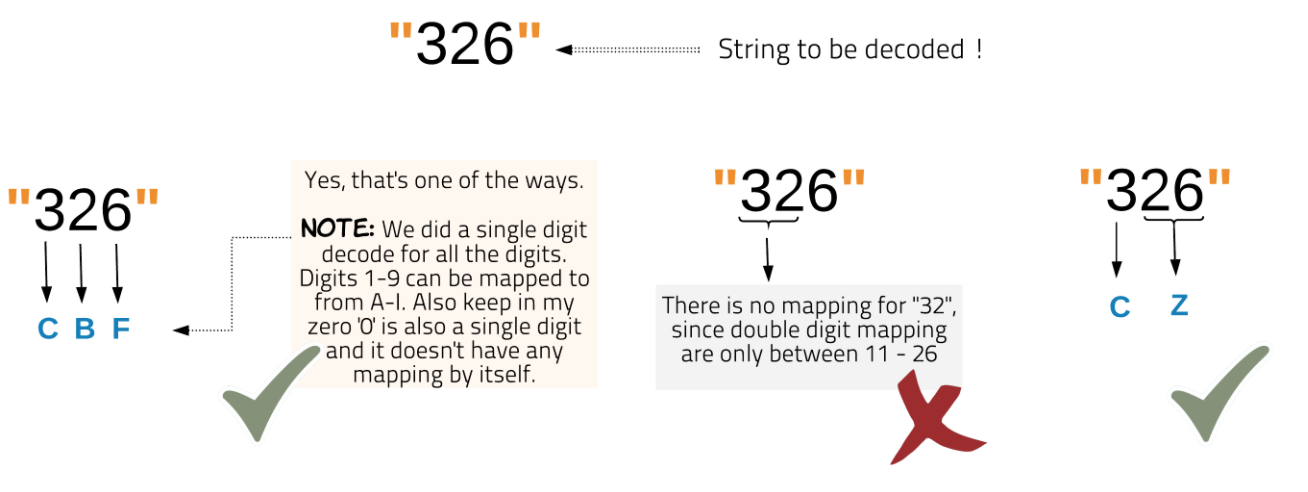 "326"
String to be decoded !
"326"
C B F
Yes, that's one of the ways.
NOTE: We did a single digit
decode for all the digits.
Digits 1-9 can be mapped to
from A-I. Also keep in my
zero '0' is also a single digit
and it doesn't have any
mapping by itself.
"326"
There is no mapping for "32",
since double digit mapping
are only between 11 - 26
"326"
C Z